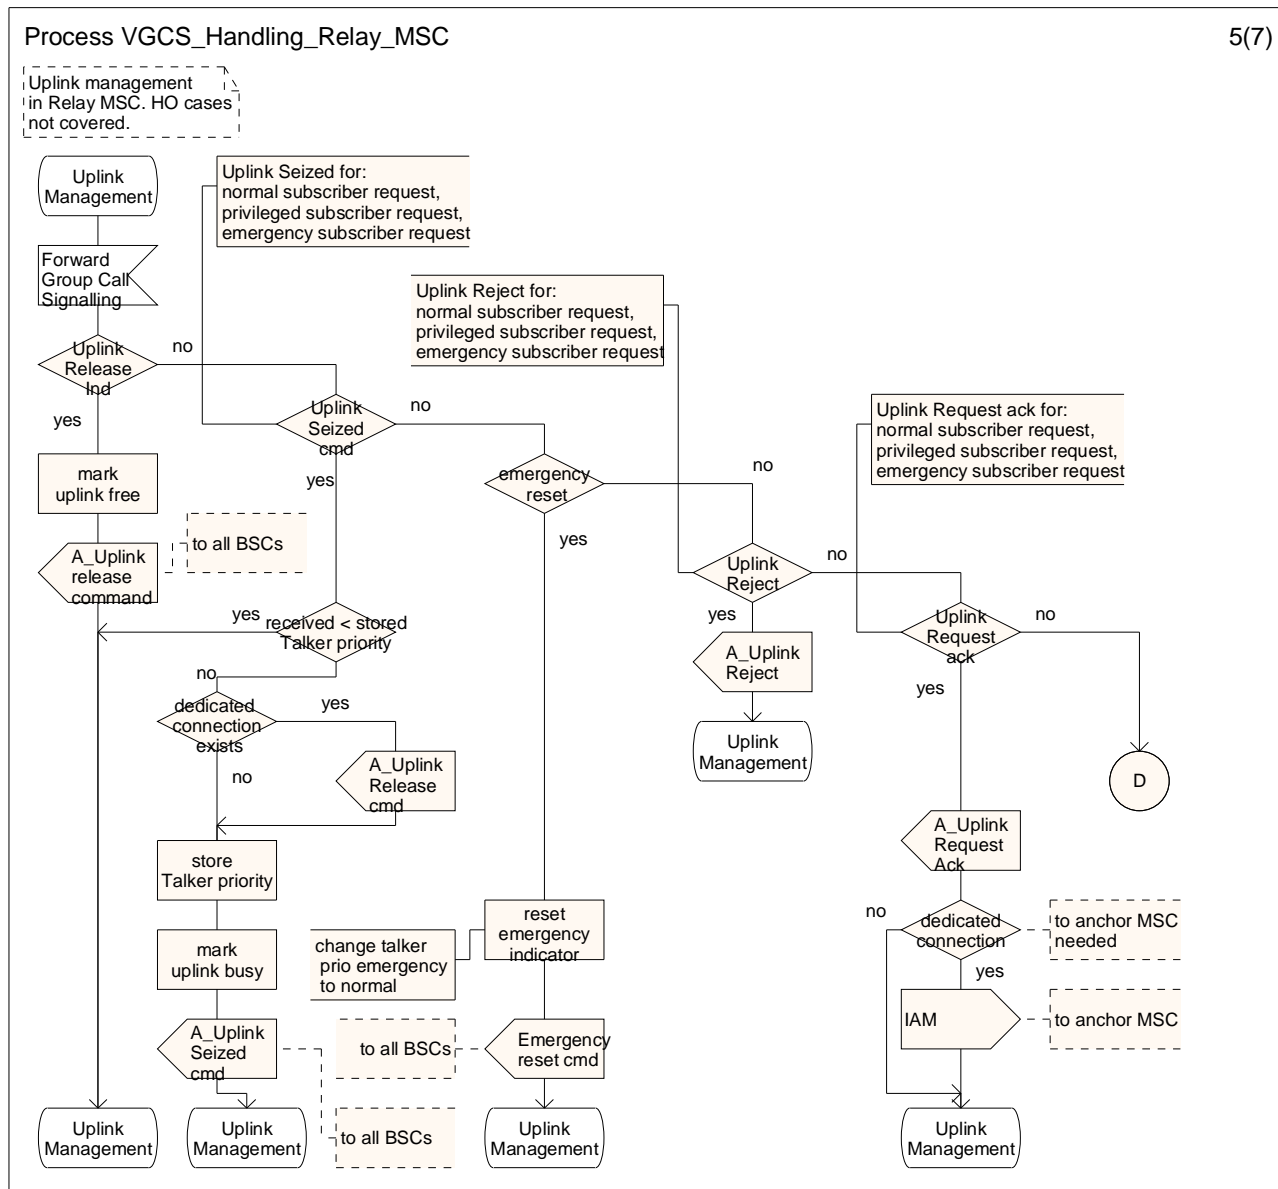 Process VGCS_Handling_Relay_MSC
5(7)
Uplink management
in Relay MSC. HO cases
not covered.
Uplink
Management
Uplink Seized for:
normal subscriber request,
privileged subscriber request,
emergency subscriber request
Forward
Group Call
Signalling
Uplink Reject for:
normal subscriber request,
privileged subscriber request,
emergency subscriber request
Uplink
Release
Ind
no
yes
Uplink
Seized
cmd
no
yes
Uplink Request ack for:
normal subscriber request,
privileged subscriber request,
emergency subscriber request
mark
uplink free
emergency
reset
no
yes
A_Uplink
release
command
to all BSCs
Uplink
Reject
no
yes
received < stored
Talker priority
yes
no
A_Uplink
Reject
Uplink
Request
ack
no
yes
dedicated
connection
exists
yes
no
Uplink
Management
A_Uplink
Release
cmd
D
store
Talker priority
A_Uplink
Request
Ack
mark
uplink busy
change talker
prio emergency
to normal
reset
emergency
indicator
no
dedicated
connection
to anchor MSC
needed
yes
A_Uplink
Seized
cmd
to all BSCs
Emergency
reset cmd
IAM
to anchor MSC
Uplink
Management
Uplink
Management
to all BSCs
Uplink
Management
Uplink
Management